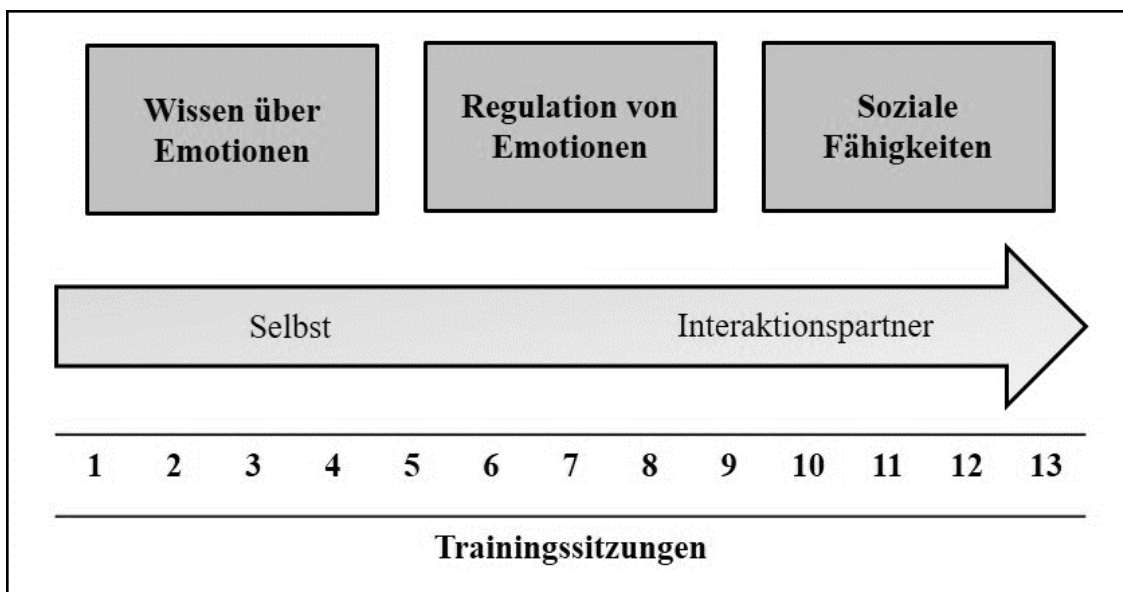 Wissen über
Emotionen
Regulation von
Emotionen
Soziale
Fähigkeiten
Selbst
Interaktionspartner
1 2 3 4 5 6 7 8 9 10 11 12 13
Trainingssitzungen